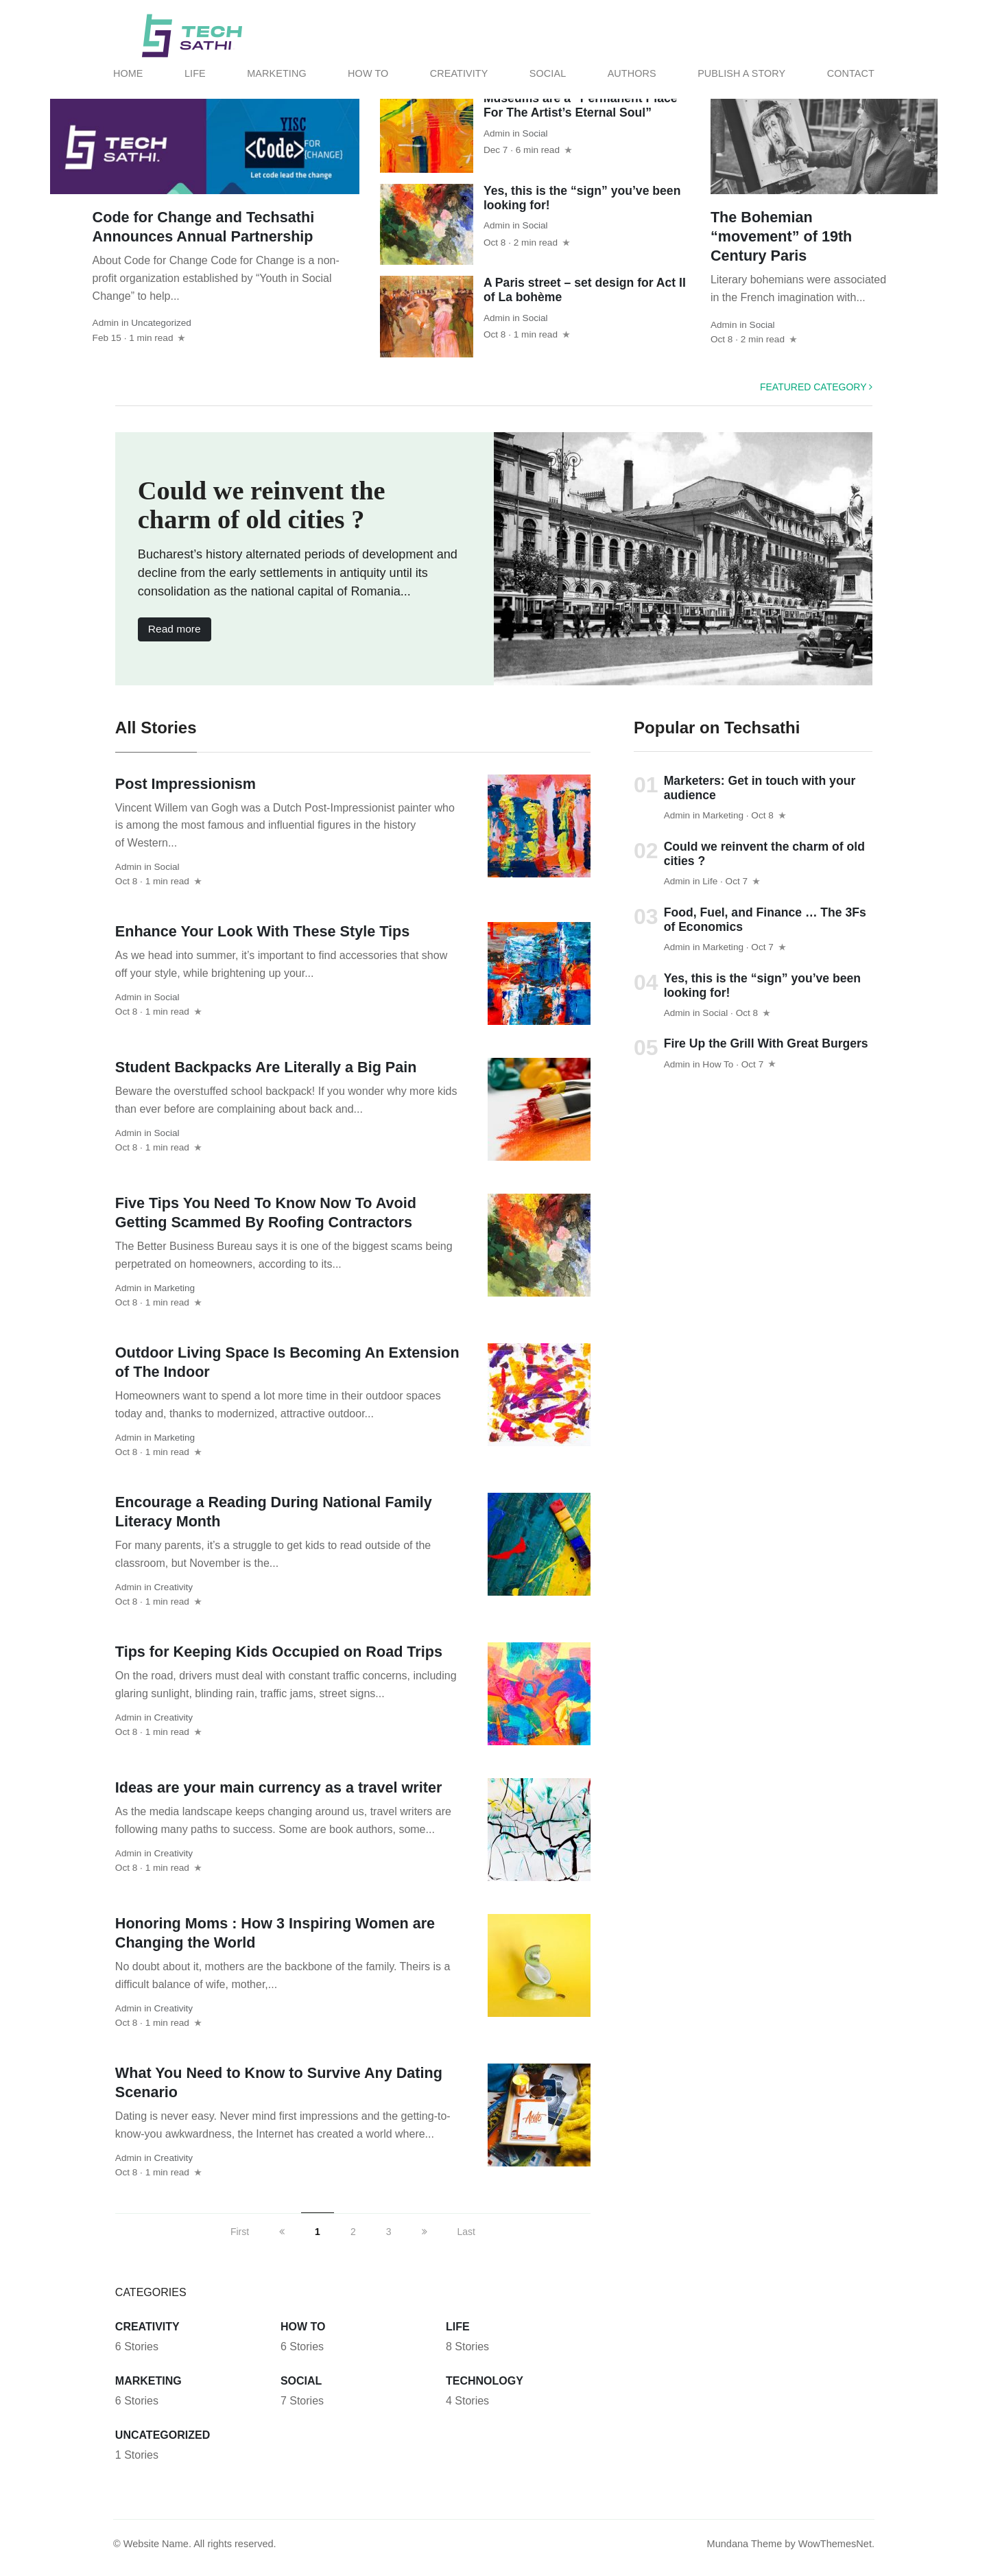 TECH
SATHI
HOME LIFE MARKETING HOW TO CREATIVITY SOCIAL AUTHORS PUBLISH A STORY CONTACT
TECH
SATHI.
YISC
<Code> FOR
{CHANGE}
Let code lead the change
Code for Change and Techsathi
Announces Annual Partnership
About Code for Change Code for Change is a non-
profit organization established by “Youth in Social
Change” to help...
Admin in Uncategorized
Feb 15 · 1 min read ★
Museums are a “Permanent Place
For The Artist’s Eternal Soul”
Admin in Social
Dec 7 · 6 min read ★
Yes, this is the “sign” you’ve been
looking for!
Admin in Social
Oct 8 · 2 min read ★
A Paris street – set design for Act II
of La bohème
Admin in Social
Oct 8 · 1 min read ★
The Bohemian
“movement” of 19th
Century Paris
Literary bohemians were associated
in the French imagination with...
Admin in Social
Oct 8 · 2 min read ★
FEATURED CATEGORY ›
Could we reinvent the
charm of old cities ?
Bucharest’s history alternated periods of development and
decline from the early settlements in antiquity until its
consolidation as the national capital of Romania...
Read more
All Stories
Post Impressionism
Vincent Willem van Gogh was a Dutch Post-Impressionist painter who
is among the most famous and influential figures in the history
of Western...
Admin in Social
Oct 8 · 1 min read ★
Enhance Your Look With These Style Tips
As we head into summer, it’s important to find accessories that show
off your style, while brightening up your...
Admin in Social
Oct 8 · 1 min read ★
Student Backpacks Are Literally a Big Pain
Beware the overstuffed school backpack! If you wonder why more kids
than ever before are complaining about back and...
Admin in Social
Oct 8 · 1 min read ★
Five Tips You Need To Know Now To Avoid
Getting Scammed By Roofing Contractors
The Better Business Bureau says it is one of the biggest scams being
perpetrated on homeowners, according to its...
Admin in Marketing
Oct 8 · 1 min read ★
Outdoor Living Space Is Becoming An Extension
of The Indoor
Homeowners want to spend a lot more time in their outdoor spaces
today and, thanks to modernized, attractive outdoor...
Admin in Marketing
Oct 8 · 1 min read ★
Encourage a Reading During National Family
Literacy Month
For many parents, it’s a struggle to get kids to read outside of the
classroom, but November is the...
Admin in Creativity
Oct 8 · 1 min read ★
Tips for Keeping Kids Occupied on Road Trips
On the road, drivers must deal with constant traffic concerns, including
glaring sunlight, blinding rain, traffic jams, street signs...
Admin in Creativity
Oct 8 · 1 min read ★
Ideas are your main currency as a travel writer
As the media landscape keeps changing around us, travel writers are
following many paths to success. Some are book authors, some...
Admin in Creativity
Oct 8 · 1 min read ★
Honoring Moms : How 3 Inspiring Women are
Changing the World
No doubt about it, mothers are the backbone of the family. Theirs is a
difficult balance of wife, mother,...
Admin in Creativity
Oct 8 · 1 min read ★
What You Need to Know to Survive Any Dating
Scenario
Dating is never easy. Never mind first impressions and the getting-to-
know-you awkwardness, the Internet has created a world where...
Admin in Creativity
Oct 8 · 1 min read ★
First « 1 2 3 » Last
Popular on Techsathi
01 Marketers: Get in touch with your
audience
Admin in Marketing · Oct 8 ★
02 Could we reinvent the charm of old
cities ?
Admin in Life · Oct 7 ★
03 Food, Fuel, and Finance … The 3Fs
of Economics
Admin in Marketing · Oct 7 ★
04 Yes, this is the “sign” you’ve been
looking for!
Admin in Social · Oct 8 ★
05 Fire Up the Grill With Great Burgers
Admin in How To · Oct 7 ★
CATEGORIES
CREATIVITY HOW TO LIFE
6 Stories 6 Stories 8 Stories
MARKETING SOCIAL TECHNOLOGY
6 Stories 7 Stories 4 Stories
UNCATEGORIZED
1 Stories
© Website Name. All rights reserved. Mundana Theme by WowThemesNet.